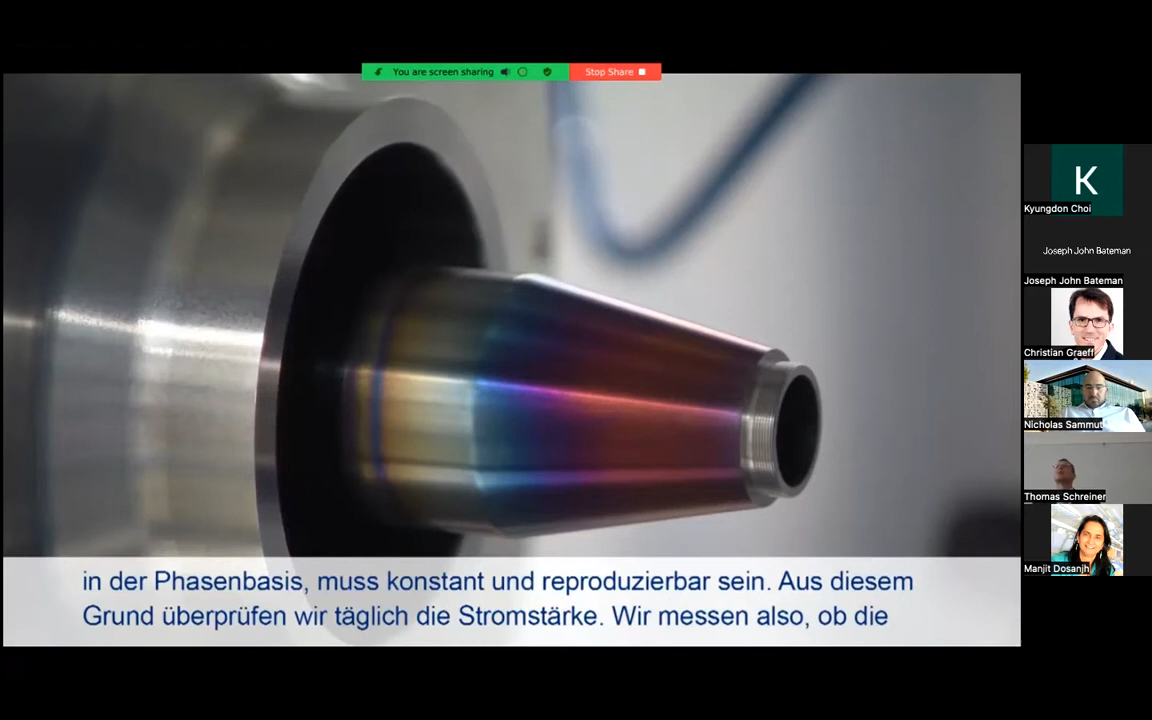 You are screen sharing
Stop Share
K
Kyungdon Choi
Joseph John Bateman
Joseph John Bateman
Christian Graeff
Nicholas Sammut
Thomas Schreiner
Manjit Dosanjh
in der Phasenbasis, muss konstant und reproduzierbar sein. Aus diesem
Grund überprüfen wir täglich die Stromstärke. Wir messen also, ob die